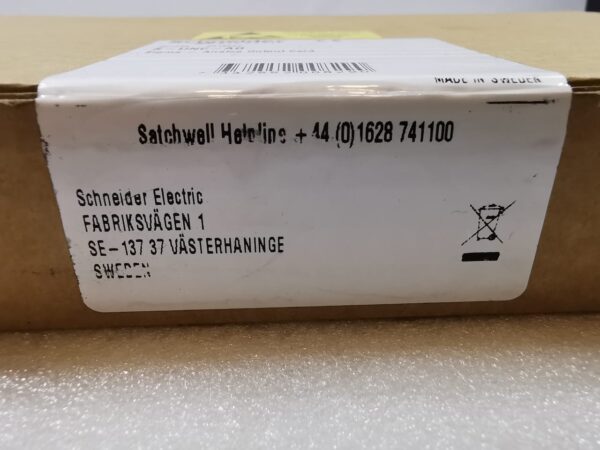 MADE IN SWEDEN
Satchwell Helpline + 44 (0)1628 741100
Schneider Electric
FABRIKSVÄGEN 1
SE-137 37 VÄSTERHANINGE
SWEDEN